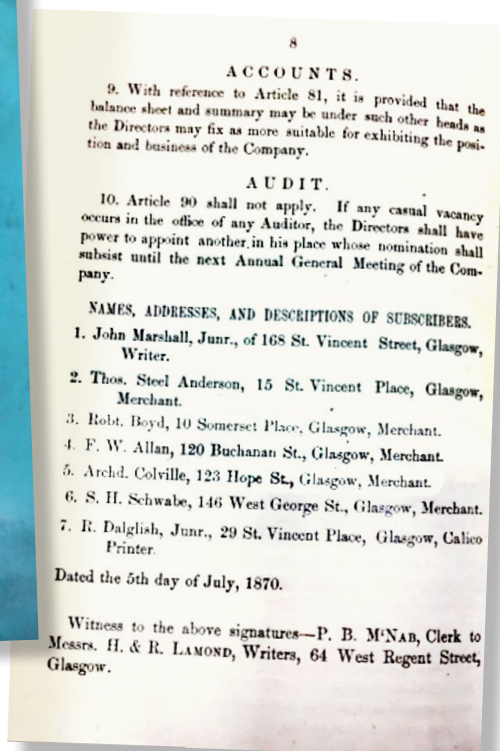 8
ACCOUNTS.
9. With reference to Article 81, it is provided that the
balance sheet and summary may be under such other heads as
the Directors may fix as more suitable for exhibiting the posi-
tion and business of the Company.
AUDIT.
10. Article 90 shall not apply. If any casual vacancy
occurs in the office of any Auditor, the Directors shall have
power to appoint another in his place whose nomination shall
subsist until the next Annual General Meeting of the Com-
pany.
NAMES, ADDRESSES, AND DESCRIPTIONS OF SUBSCRIBERS.
1. John Marshall, Junr., of 168 St. Vincent Street, Glasgow,
Writer.
2. Thos. Steel Anderson, 15 St. Vincent Place, Glasgow,
Merchant.
3. Robt. Boyd, 10 Somerset Place, Glasgow, Merchant.
4. F. W. Allan, 120 Buchanan St., Glasgow, Merchant.
5. Archd. Colville, 123 Hope St., Glasgow, Merchant.
6. S. H. Schwabe, 146 West George St., Glasgow, Merchant.
7. R. Dalglish, Junr., 29 St. Vincent Place, Glasgow, Calico
Printer.
Dated the 5th day of July, 1870.
Witness to the above signatures—P. B. M'NAB, Clerk to
Messrs. H. & R. LAMOND, Writers, 64 West Regent Street,
Glasgow.